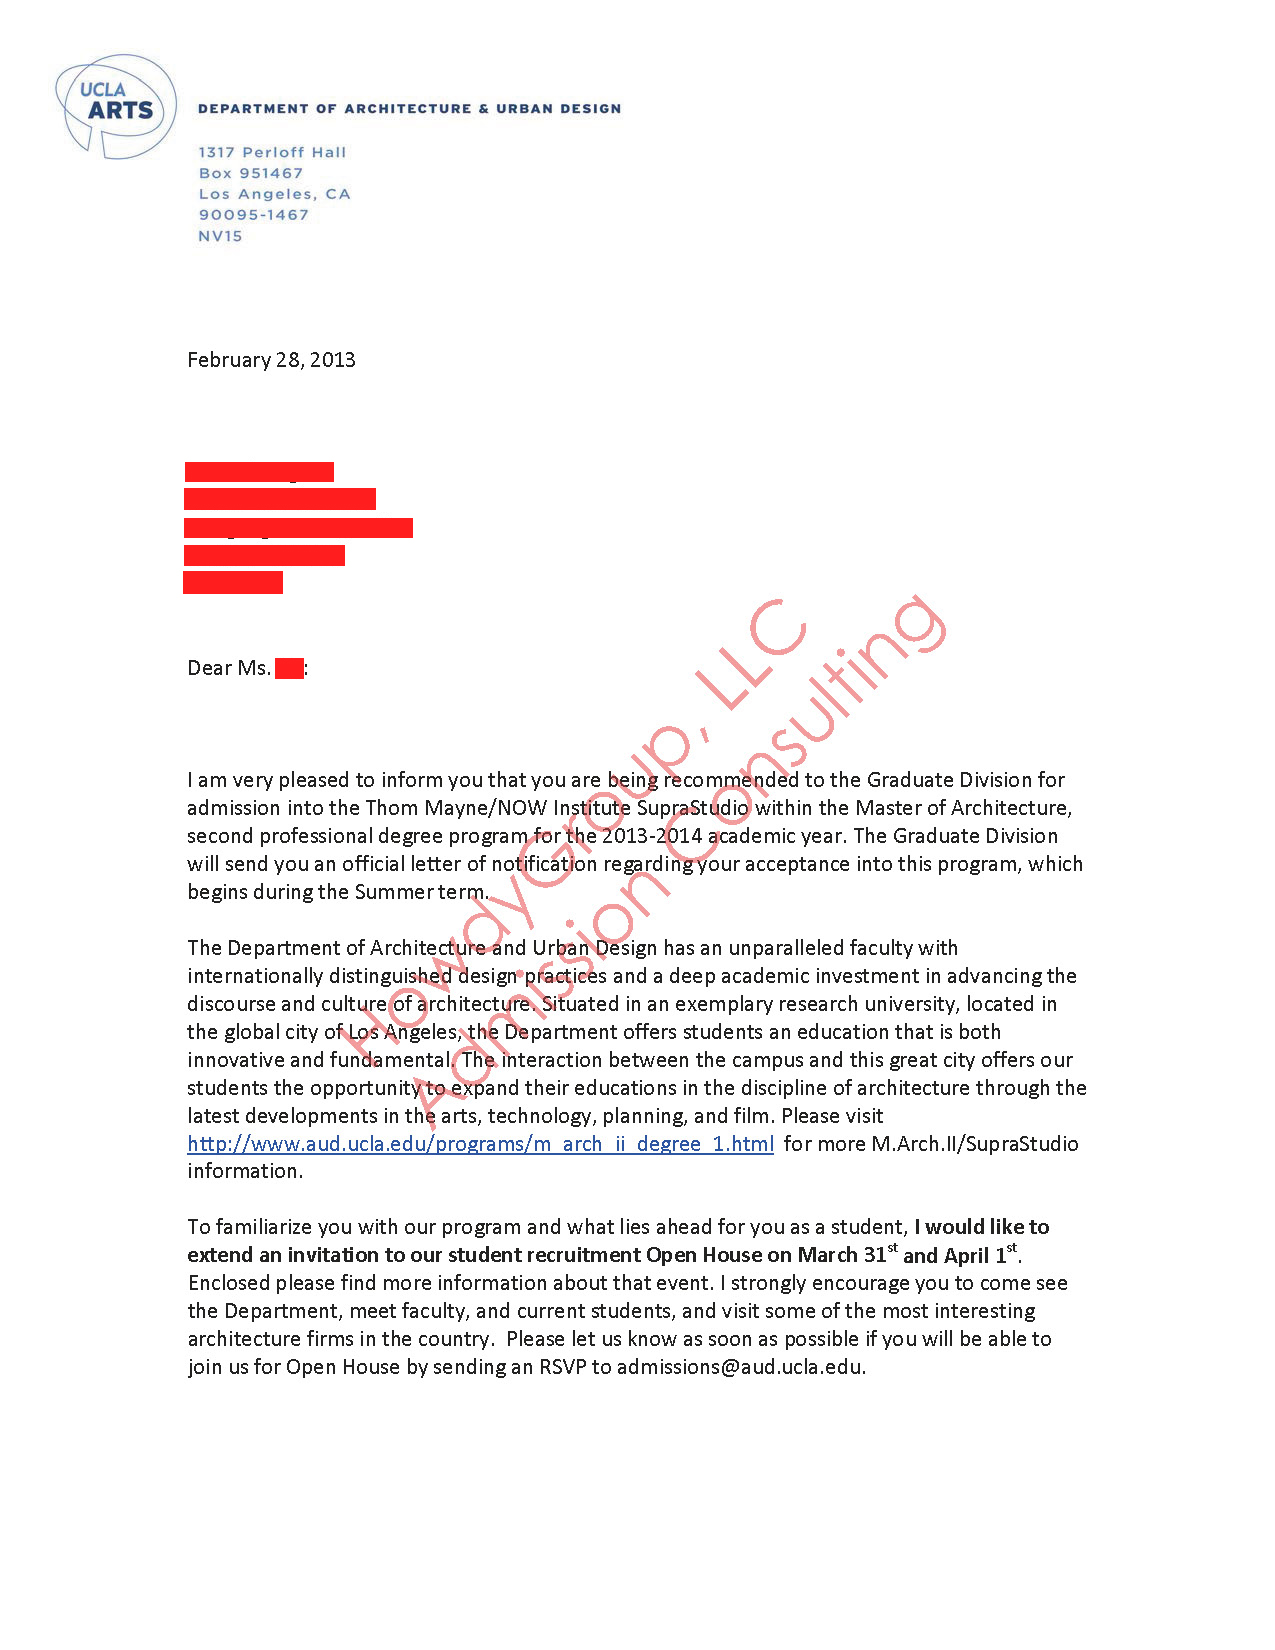 UCLA
ARTS
DEPARTMENT OF ARCHITECTURE & URBAN DESIGN
1317 Perloff Hall
Box 951467
Los Angeles, CA
90095-1467
NV15
February 28, 2013
Dear Ms. :
I am very pleased to inform you that you are being recommended to the Graduate Division for
admission into the Thom Mayne/NOW Institute SupraStudio within the Master of Architecture,
second professional degree program for the 2013-2014 academic year. The Graduate Division
will send you an official letter of notification regarding your acceptance into this program, which
begins during the Summer term.
The Department of Architecture and Urban Design has an unparalleled faculty with
internationally distinguished design practices and a deep academic investment in advancing the
discourse and culture of architecture. Situated in an exemplary research university, located in
the global city of Los Angeles, the Department offers students an education that is both
innovative and fundamental. The interaction between the campus and this great city offers our
students the opportunity to expand their educations in the discipline of architecture through the
latest developments in the arts, technology, planning, and film. Please visit
http://www.aud.ucla.edu/programs/m_arch_ii_degree_1.html for more M.Arch.II/SupraStudio
information.
To familiarize you with our program and what lies ahead for you as a student, I would like to
extend an invitation to our student recruitment Open House on March 31st and April 1st.
Enclosed please find more information about that event. I strongly encourage you to come see
the Department, meet faculty, and current students, and visit some of the most interesting
architecture firms in the country. Please let us know as soon as possible if you will be able to
join us for Open House by sending an RSVP to admissions@aud.ucla.edu.
HowdyGroup, LLC
Admission Consulting